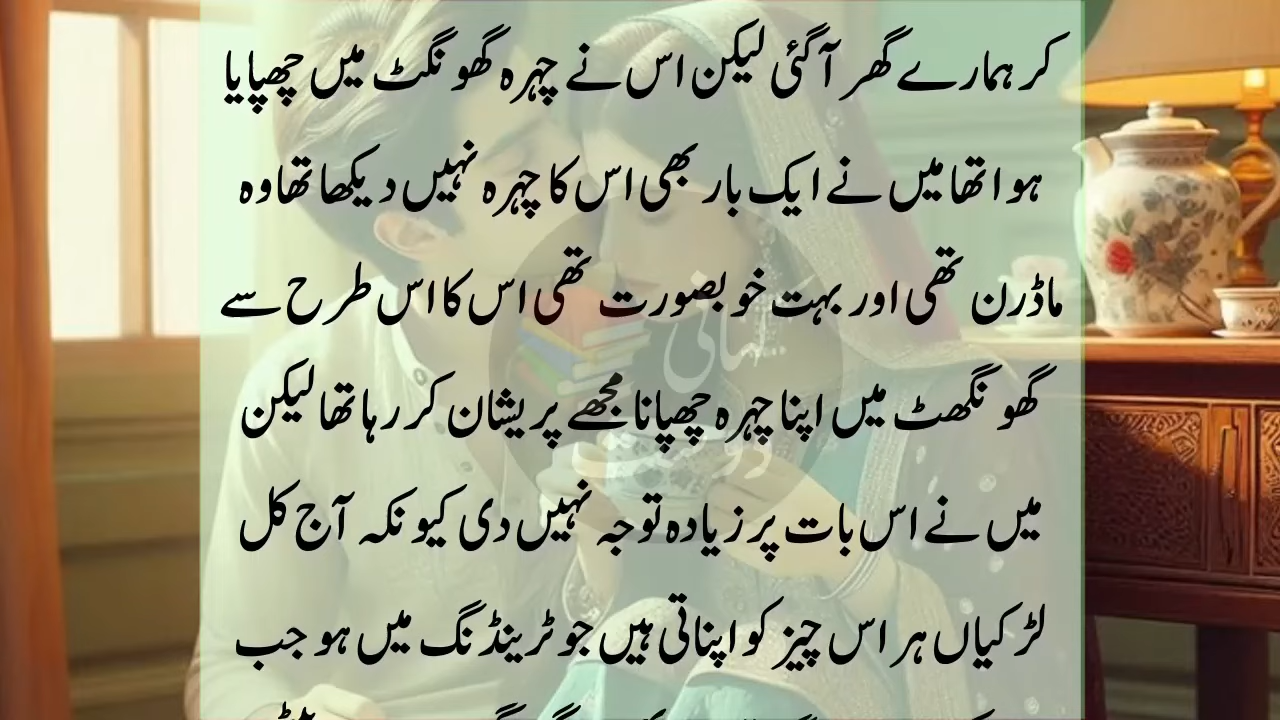 کر ہمارے گھر آگئی لیکن اس نے چہرہ گھونگٹ میں چھپایا
ہوا تھا میں نے ایک بار بھی اس کا چہرہ نہیں دیکھا تھا وہ
ماڈرن تھی اور بہت خوبصورت تھی اس کا اس طرح سے
گھونگھٹ میں اپنا چہرہ چھپانا مجھے پریشان کر رہا تھا لیکن
میں نے اس بات پر زیادہ توجہ نہیں دی کیونکہ آج کل
لڑکیاں ہر اس چیز کو اپناتی ہیں جو ٹرینڈنگ میں ہو جب
کہانی